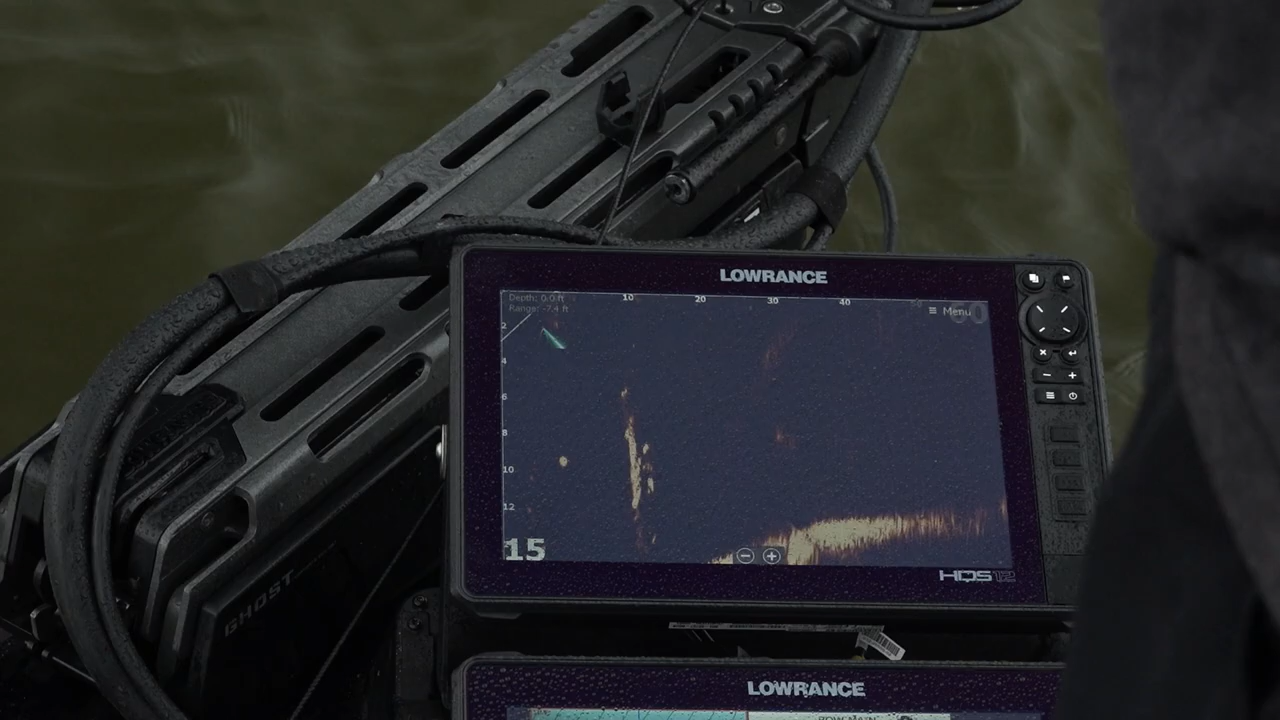 LOWRANCE
Depth: 0.0 ft
Range: -7.4 ft
10 20 30 40
Menu
2
4
6
8
10
12
15
HDS 12
GHOST
LOWRANCE